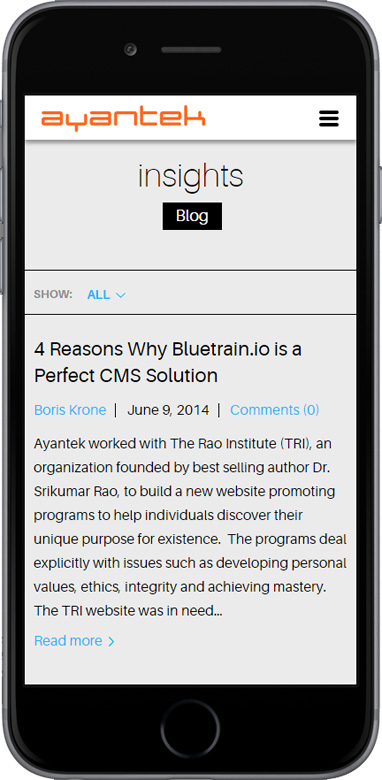 ayantek
insights
Blog
SHOW: ALL
4 Reasons Why Bluetrain.io is a
Perfect CMS Solution
Boris Krone | June 9, 2014 | Comments (0)
Ayantek worked with The Rao Institute (TRI), an
organization founded by best selling author Dr.
Srikumar Rao, to build a new website promoting
programs to help individuals discover their
unique purpose for existence. The programs deal
explicitly with issues such as developing personal
values, ethics, integrity and achieving mastery.
The TRI website was in need...
Read more >